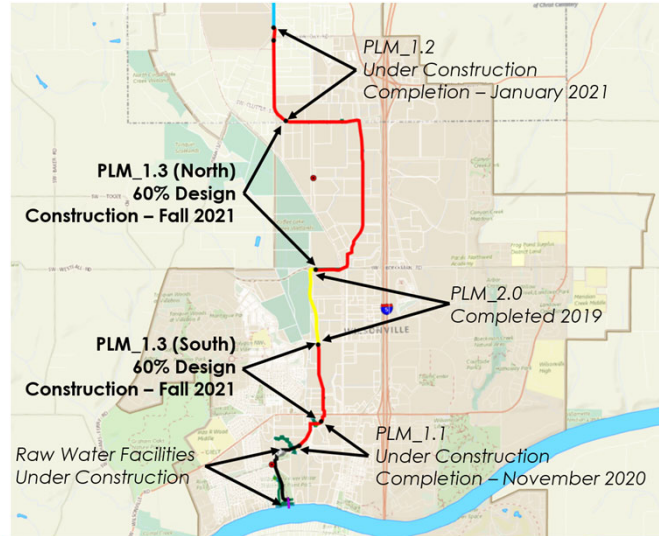 PLM_1.2
Under Construction
Completion – January 2021
PLM_1.3 (North)
60% Design
Construction – Fall 2021
PLM_2.0
Completed 2019
PLM_1.3 (South)
60% Design
Construction – Fall 2021
PLM_1.1
Under Construction
Completion – November 2020
Raw Water Facilities
Under Construction